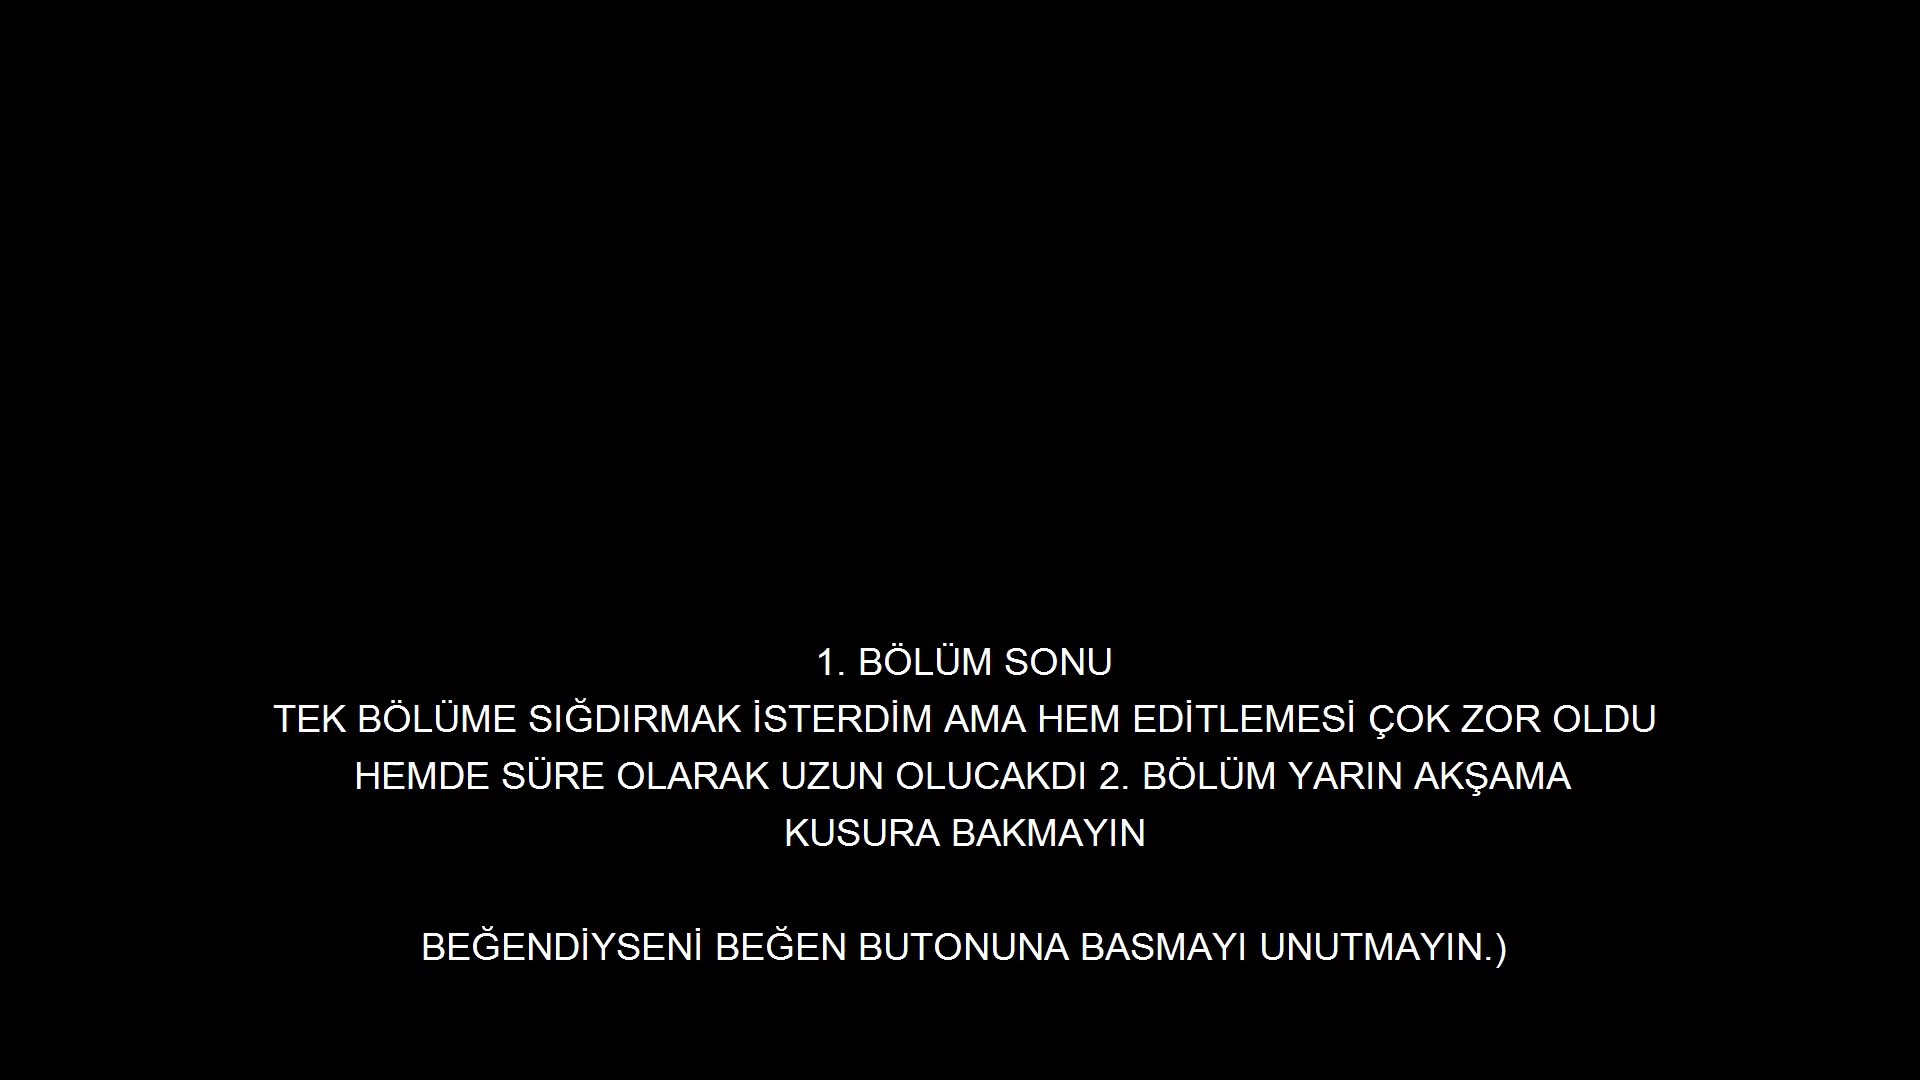 1. BÖLÜM SONU
TEK BÖLÜME SIĞDIRMAK İSTERDİM AMA HEM EDİTLEMESİ ÇOK ZOR OLDU
HEMDE SÜRE OLARAK UZUN OLUCAKDI 2. BÖLÜM YARIN AKŞAMA
KUSURA BAKMAYIN
BEĞENDİYSENİ BEĞEN BUTONUNA BASMAYI UNUTMAYIN.)